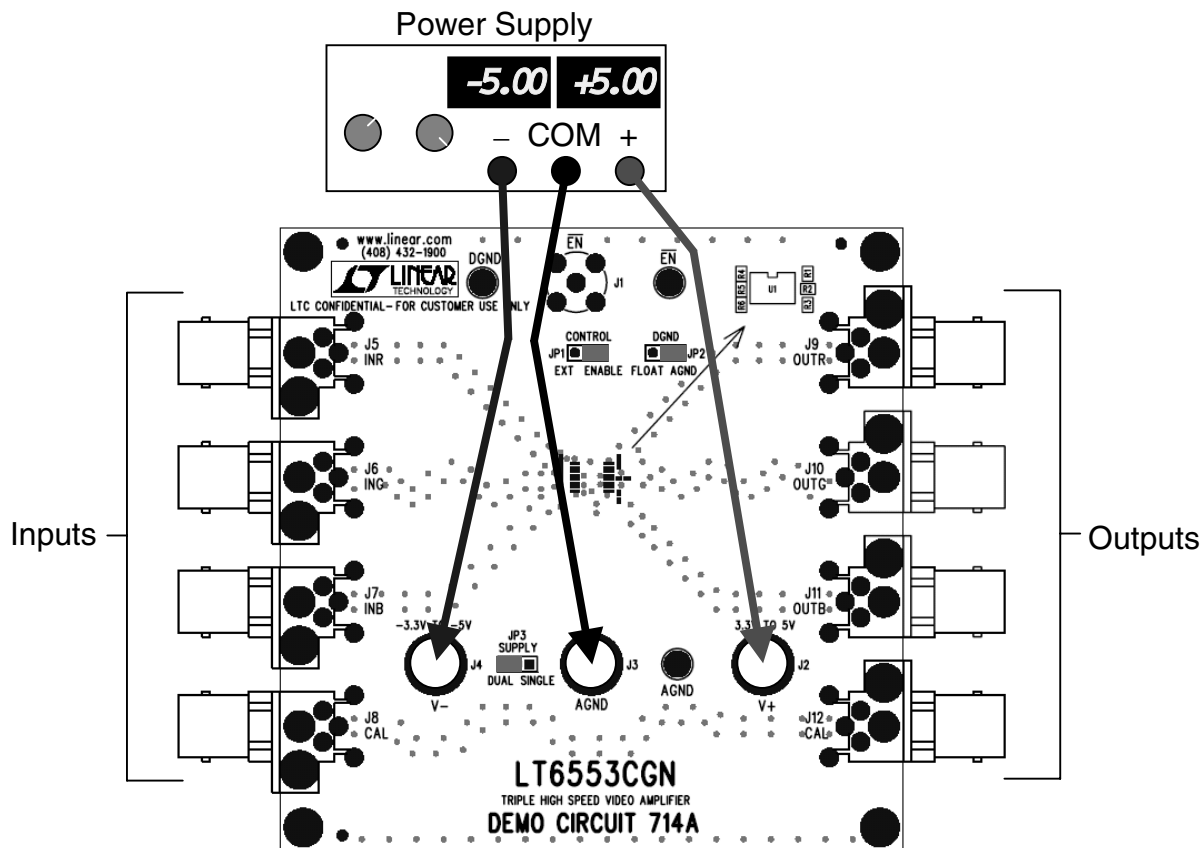 Power Supply
-5.00 +5.00
– COM +
www.linear.com
(408) 432-1900
LINEAR
TECHNOLOGY
LTC CONFIDENTIAL-FOR CUSTOMER USE ONLY
DGND
EN
J1
EN
R4
R5
R6
U1
R1
R2
R3
CONTROL
JP1
EXT ENABLE
DGND
JP2
FLOAT AGND
Inputs
J5
INR
J6
ING
J7
INB
J8
CAL
J9
OUTR
J10
OUTG
J11
OUTB
J12
CAL
Outputs
-3.3V TO -5V
J4
V-
JP3
SUPPLY
DUAL SINGLE
J3
AGND
AGND
3.3V TO 5V
J2
V+
LT6553CGN
TRIPLE HIGH SPEED VIDEO AMPLIFIER
DEMO CIRCUIT 714A